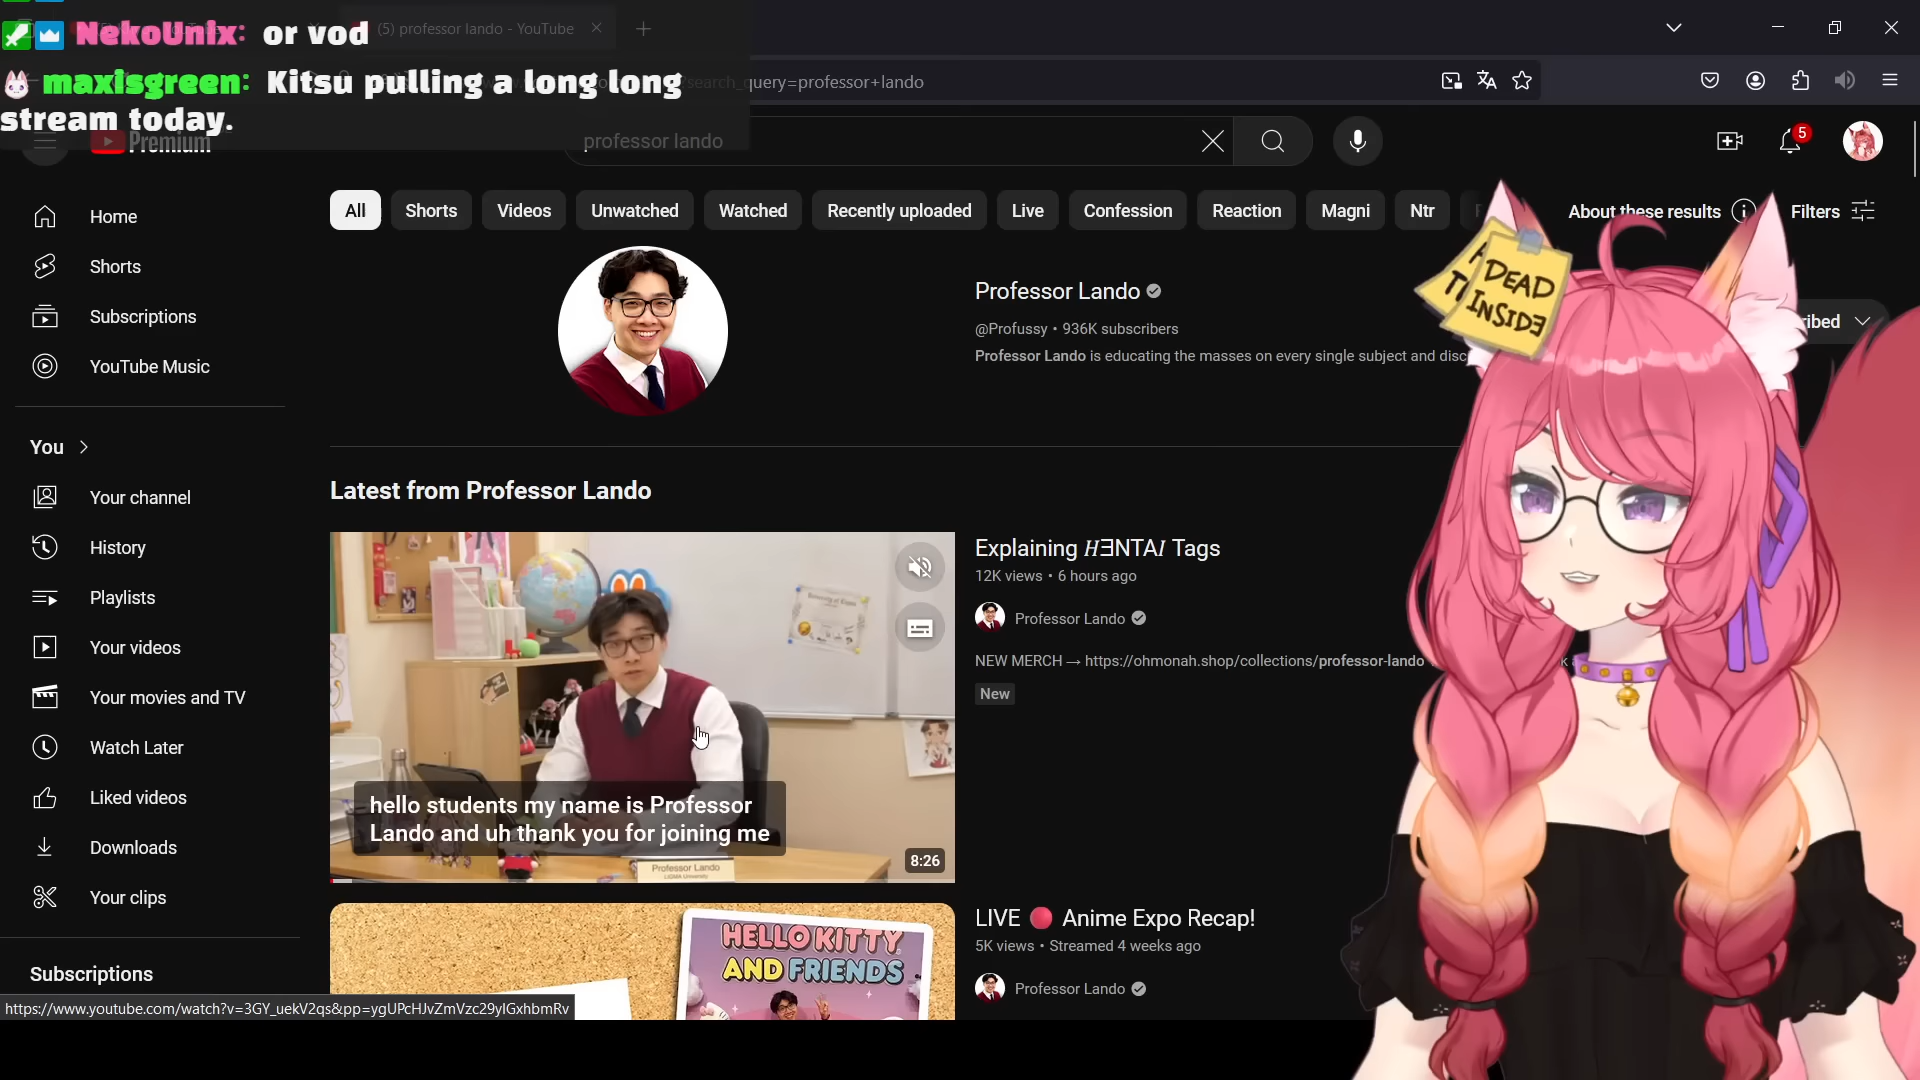 NekoUnix: or vod
(5) professor lando - YouTube
maxisgreen: Kitsu pulling a long long
stream today.
search_query=professor+lando
Premium
professor lando
5
All
Shorts
Videos
Unwatched
Watched
Recently uploaded
Live
Confession
Reaction
Magni
Ntr
About these results
Filters
Home
Shorts
Subscriptions
YouTube Music
You
Your channel
History
Playlists
Your videos
Your movies and TV
Watch Later
Liked videos
Downloads
Your clips
Subscriptions
Professor Lando
@Profussy • 936K subscribers
Professor Lando is educating the masses on every single subject and disc
ribed
DEAD
INSIDE
Latest from Professor Lando
hello students my name is Professor
Lando and uh thank you for joining me
Professor Lando
8:26
Explaining HƎNTAI Tags
12K views • 6 hours ago
Professor Lando
NEW MERCH → https://ohmonah.shop/collections/professor-lando
New
HELLO KITTY
AND FRIENDS
LIVE 🔴 Anime Expo Recap!
5K views • Streamed 4 weeks ago
Professor Lando
https://www.youtube.com/watch?v=3GY_uekV2qs&pp=ygUPcHJvZmVzc29yIGxhbmRv